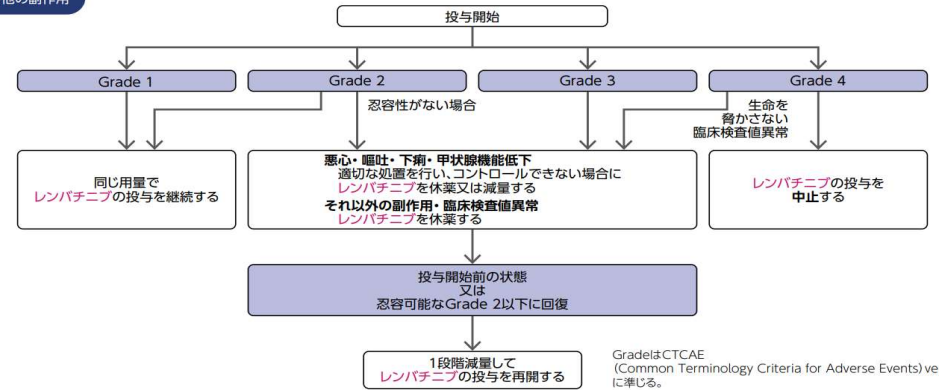 他の副作用
投与開始
Grade 1
Grade 2
Grade 3
Grade 4
忍容性がない場合
生命を
脅かさない
臨床検査値異常
同じ用量で
レンバチニブの投与を継続する
悪心・嘔吐・下痢・甲状腺機能低下
適切な処置を行い、コントロールできない場合に
レンバチニブを休薬又は減量する
それ以外の副作用・臨床検査値異常
レンバチニブを休薬する
レンバチニブの投与を
中止する
投与開始前の状態
又は
忍容可能なGrade 2以下に回復
1段階減量して
レンバチニブの投与を再開する
GradeはCTCAE
(Common Terminology Criteria for Adverse Events) ve
に準じる。